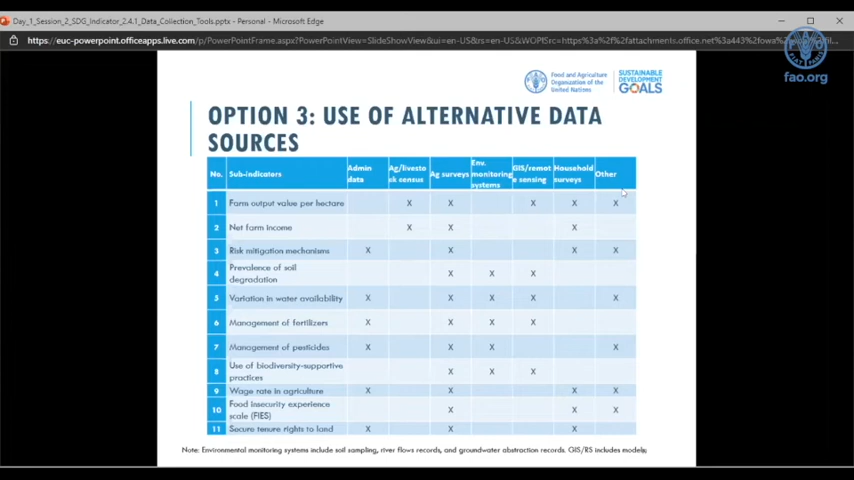 Day_1_Session_2_SDG_Indicator_2.4.1_Data_Collection_Tools.pptx - Personal - Microsoft Edge
https://euc-powerpoint.officeapps.live.com/p/PowerPointFrame.aspx?PowerPointView=SlideShowView&ui=en-US&rs=en-US&WOPISrc=https%3a%2f%2fattachments.office.net%3a443%2fowa%
fao.org
Food and Agriculture
Organization of the
United Nations
SUSTAINABLE
DEVELOPMENT
GOALS
OPTION 3: USE OF ALTERNATIVE DATA
SOURCES
No. Sub-indicators Admin data Ag/livestock census Ag surveys Env. monitoring systems GIS/remote sensing Household surveys Other
1 Farm output value per hectare X X X X X
2 Net farm income X X X
3 Risk mitigation mechanisms X X X X
4 Prevalence of soil degradation X X X
5 Variation in water availability X X X X X
6 Management of fertilizers X X X X
7 Management of pesticides X X X X
8 Use of biodiversity-supportive practices X X X
9 Wage rate in agriculture X X X X
10 Food insecurity experience scale (FIES) X X X
11 Secure tenure rights to land X X X
Note: Environmental monitoring systems include soil sampling, river flows records, and groundwater abstraction records. GIS/RS includes models;